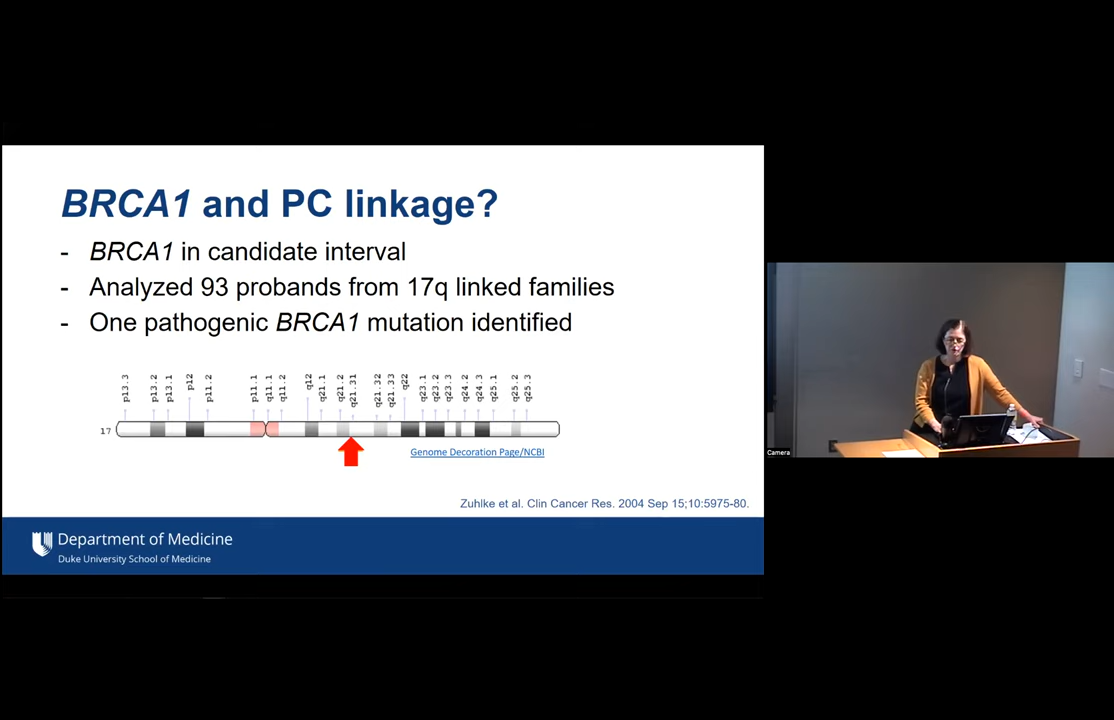 BRCA1 and PC linkage?
- BRCA1 in candidate interval
- Analyzed 93 probands from 17q linked families
- One pathogenic BRCA1 mutation identified
p13.3 p13.2 p13.1 p12 p11.2 p11.1 q11.1 q11.2 q12 q21.1 q21.2 q21.31 q21.32 q21.33 q22 q23.1 q23.2 q23.3 q24.2 q24.3 q25.1 q25.2 q25.3
17
Genome Decoration Page/NCBI
Zuhlke et al. Clin Cancer Res. 2004 Sep 15;10:5975-80.
Department of Medicine
Duke University School of Medicine
Camera